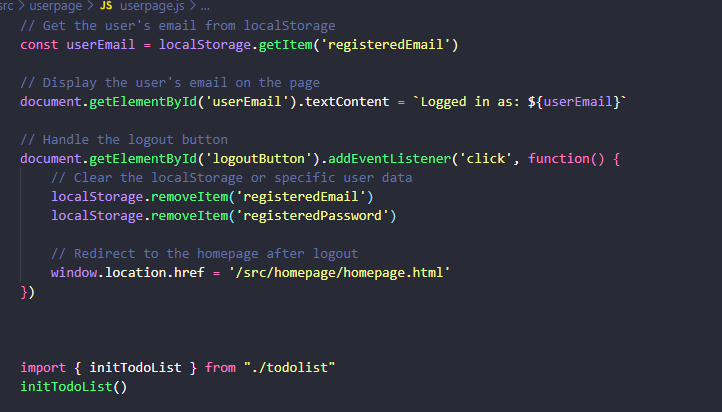 src > userpage > JS userpage.js > ...
// Get the user's email from localStorage
const userEmail = localStorage.getItem('registeredEmail')
// Display the user's email on the page
document.getElementById('userEmail').textContent = `Logged in as: ${userEmail}`
// Handle the logout button
document.getElementById('logoutButton').addEventListener('click', function() {
// Clear the localStorage or specific user data
localStorage.removeItem('registeredEmail')
localStorage.removeItem('registeredPassword')
// Redirect to the homepage after logout
window.location.href = '/src/homepage/homepage.html'
})
import { initTodoList } from "./todolist"
initTodoList()